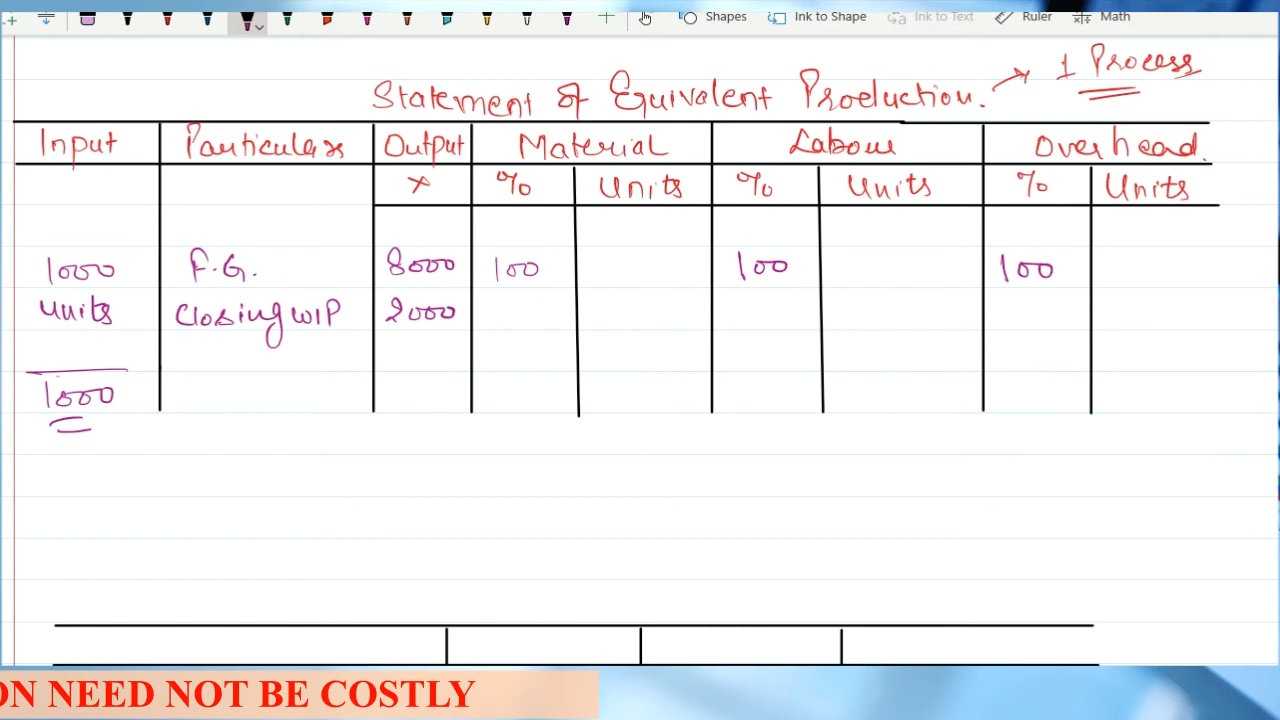 Shapes Ink to Shape Ink to Text Ruler Math
Statement of Equivalent Production. → 1 Process
Input Particulars Output Material Labour Overhead.
x % Units % Units % Units
1000 F.G. 8000 100 100 100
units Closing WIP 2000
1000
ON NEED NOT BE COSTLY